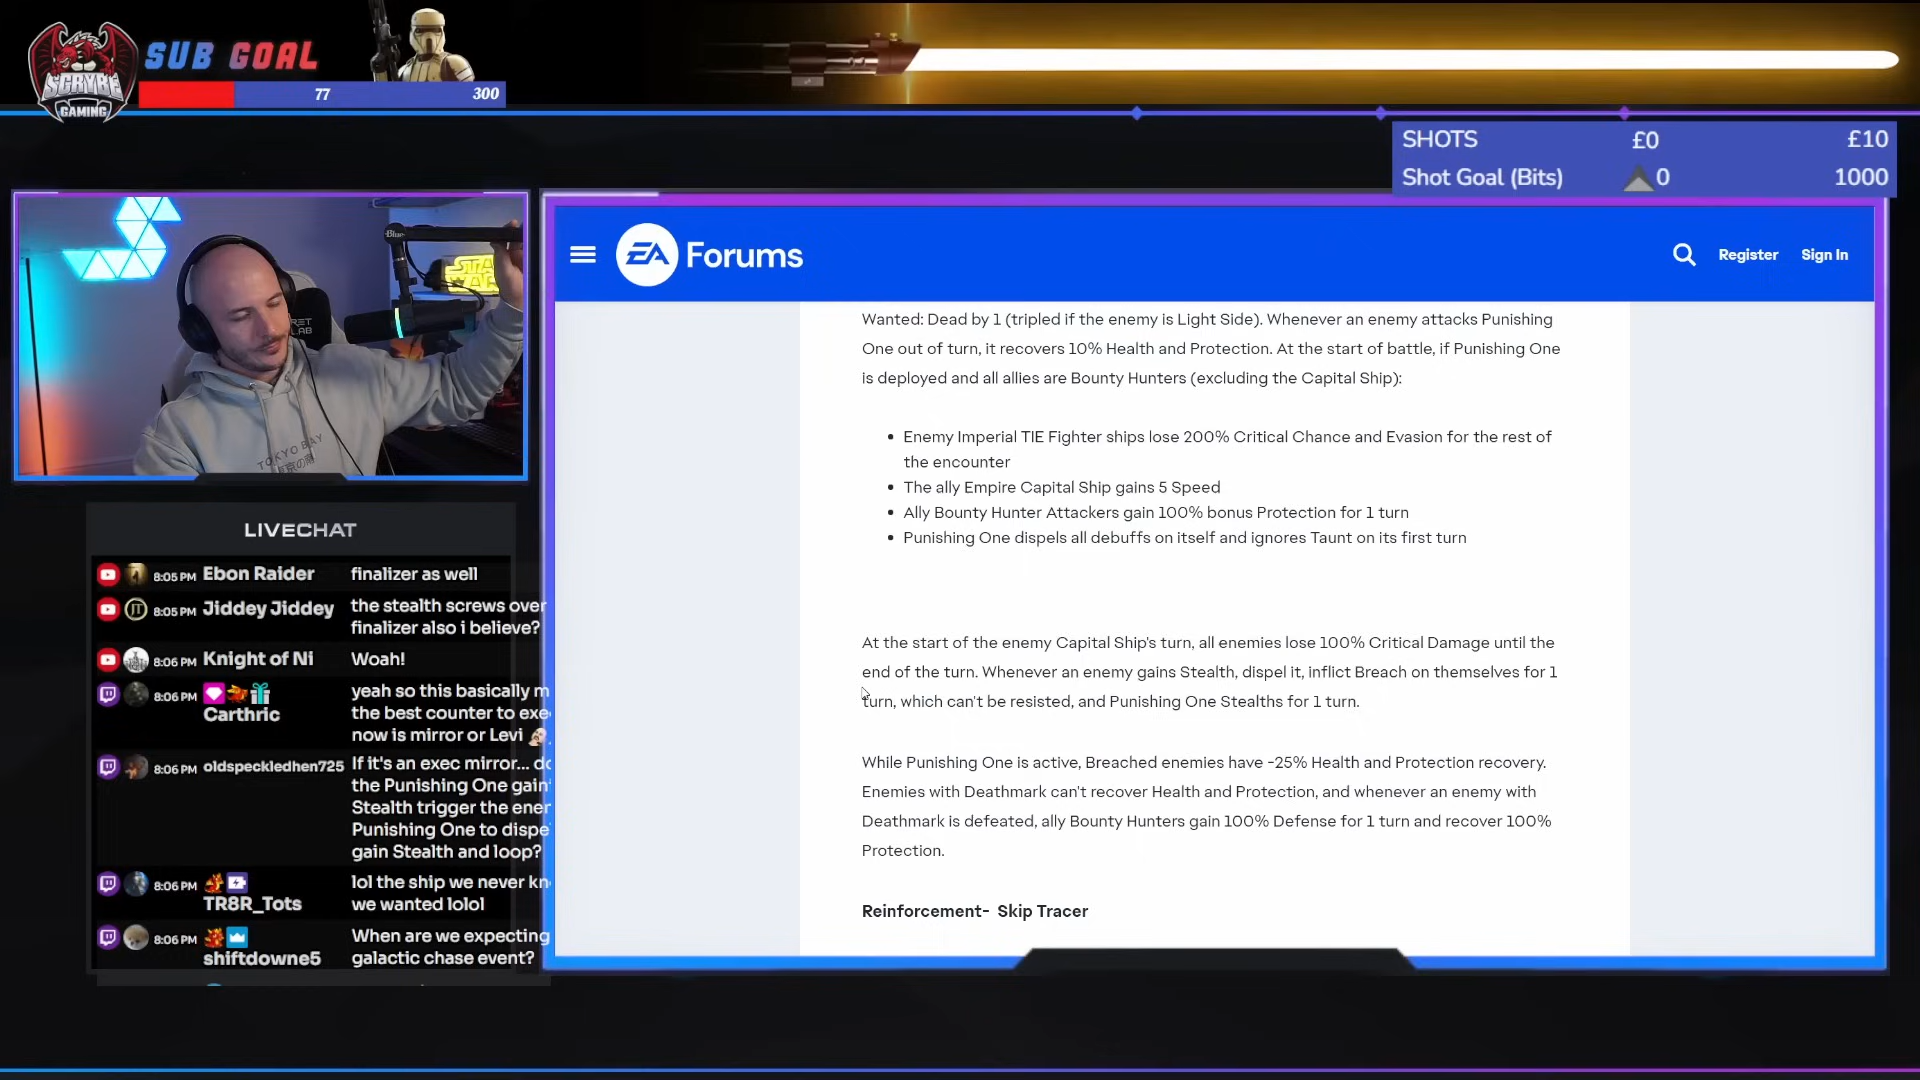 SUB GOAL
SCRYBE
GAMING
77
300
SHOTS £0 £10
Shot Goal (Bits) 0 1000
Blue
STAR
TOKYO BAY
LIVECHAT
8:05 PM Ebon Raider finalizer as well
8:05 PM Jiddey Jiddey the stealth screws over
finalizer also i believe?
8:06 PM Knight of Ni Woah!
8:06 PM Carthric yeah so this basically m
the best counter to exe
now is mirror or Levi
8:06 PM oldspeckledhen725 If it's an exec mirror... do
the Punishing One gain
Stealth trigger the ener
Punishing One to dispe
gain Stealth and loop?
8:06 PM TR8R_Tots lol the ship we never kn
we wanted lolol
8:06 PM shiftdowne5 When are we expecting
galactic chase event?
EA Forums
Register Sign In
Wanted: Dead by 1 (tripled if the enemy is Light Side). Whenever an enemy attacks Punishing
One out of turn, it recovers 10% Health and Protection. At the start of battle, if Punishing One
is deployed and all allies are Bounty Hunters (excluding the Capital Ship):
• Enemy Imperial TIE Fighter ships lose 200% Critical Chance and Evasion for the rest of
the encounter
• The ally Empire Capital Ship gains 5 Speed
• Ally Bounty Hunter Attackers gain 100% bonus Protection for 1 turn
• Punishing One dispels all debuffs on itself and ignores Taunt on its first turn
At the start of the enemy Capital Ship's turn, all enemies lose 100% Critical Damage until the
end of the turn. Whenever an enemy gains Stealth, dispel it, inflict Breach on themselves for 1
turn, which can't be resisted, and Punishing One Stealths for 1 turn.
While Punishing One is active, Breached enemies have -25% Health and Protection recovery.
Enemies with Deathmark can't recover Health and Protection, and whenever an enemy with
Deathmark is defeated, ally Bounty Hunters gain 100% Defense for 1 turn and recover 100%
Protection.
Reinforcement- Skip Tracer